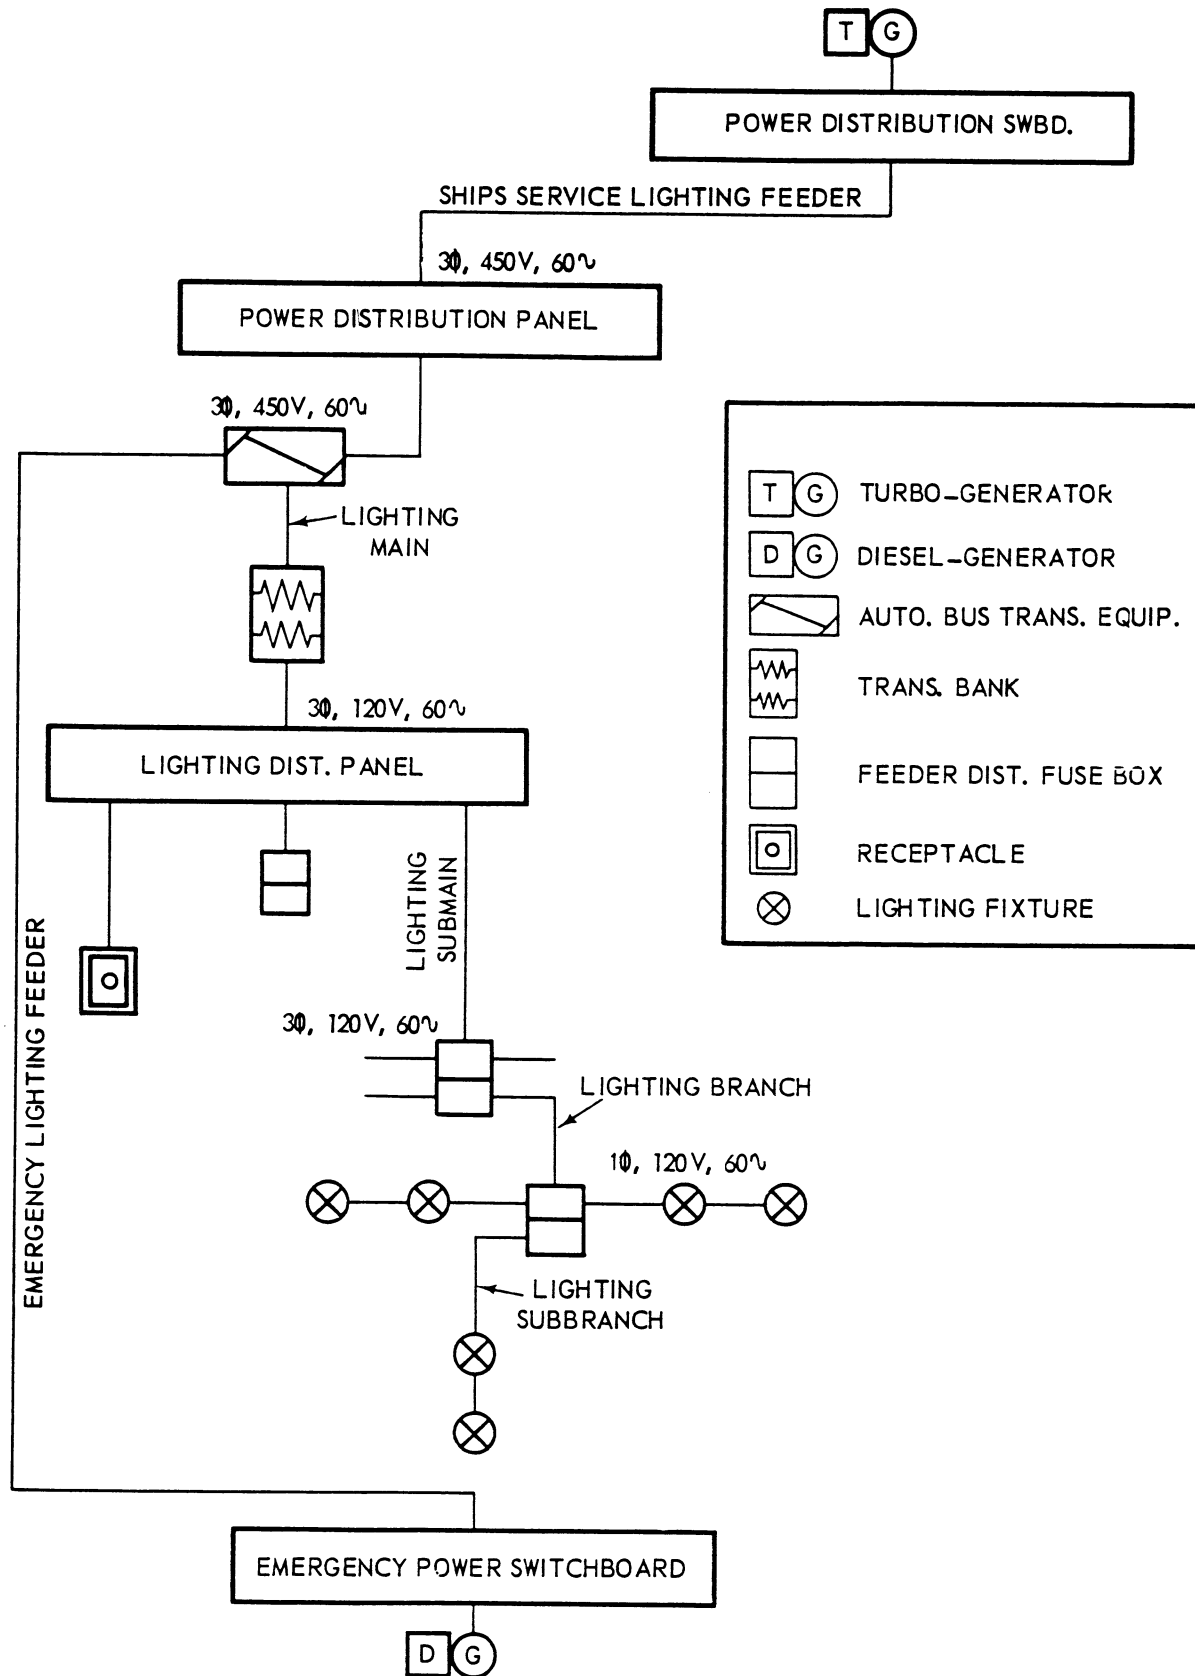 T G
POWER DISTRIBUTION SWBD.
SHIPS SERVICE LIGHTING FEEDER
3Φ, 450V, 60∿
POWER DISTRIBUTION PANEL
3Φ, 450V, 60∿
LIGHTING
MAIN
3Φ, 120V, 60∿
LIGHTING DIST. PANEL
LIGHTING
SUBMAIN
EMERGENCY LIGHTING FEEDER
3Φ, 120V, 60∿
LIGHTING BRANCH
1Φ, 120V, 60∿
LIGHTING
SUBBRANCH
EMERGENCY POWER SWITCHBOARD
D G
T G TURBO-GENERATOR
D G DIESEL-GENERATOR
AUTO. BUS TRANS. EQUIP.
TRANS. BANK
FEEDER DIST. FUSE BOX
RECEPTACLE
LIGHTING FIXTURE